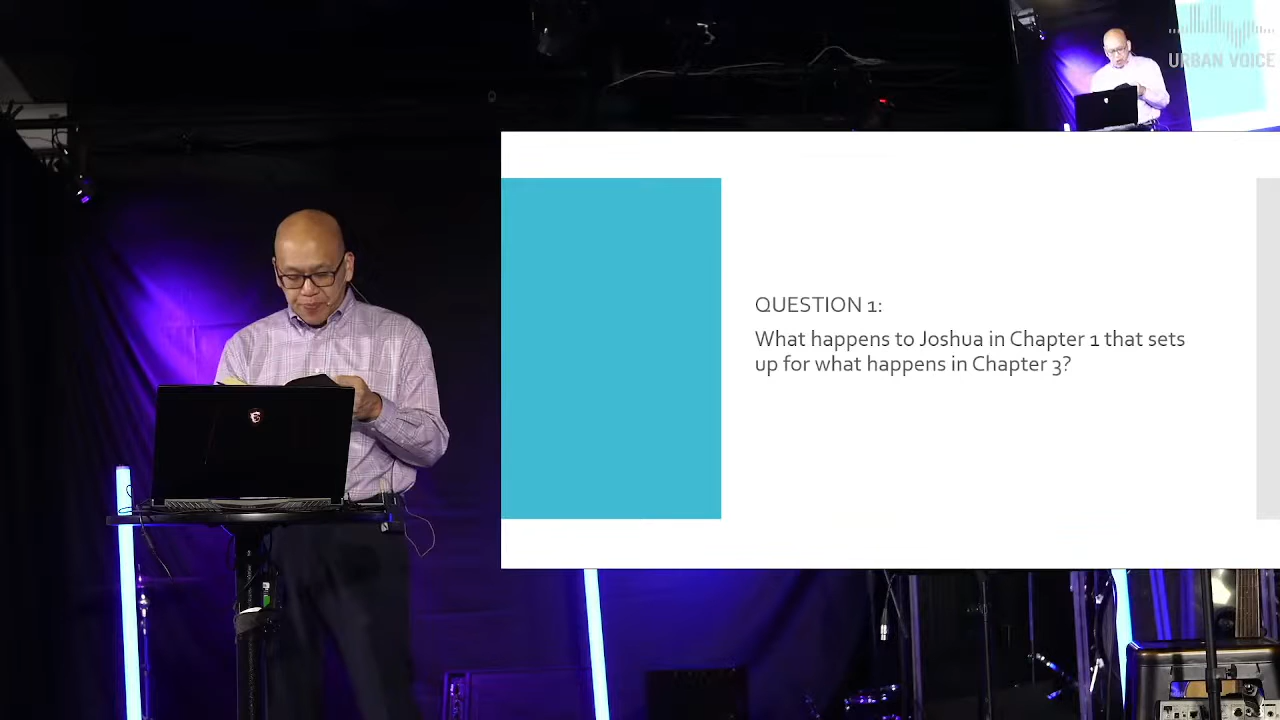 URBAN VOICE
QUESTION 1:
What happens to Joshua in Chapter 1 that sets
up for what happens in Chapter 3?